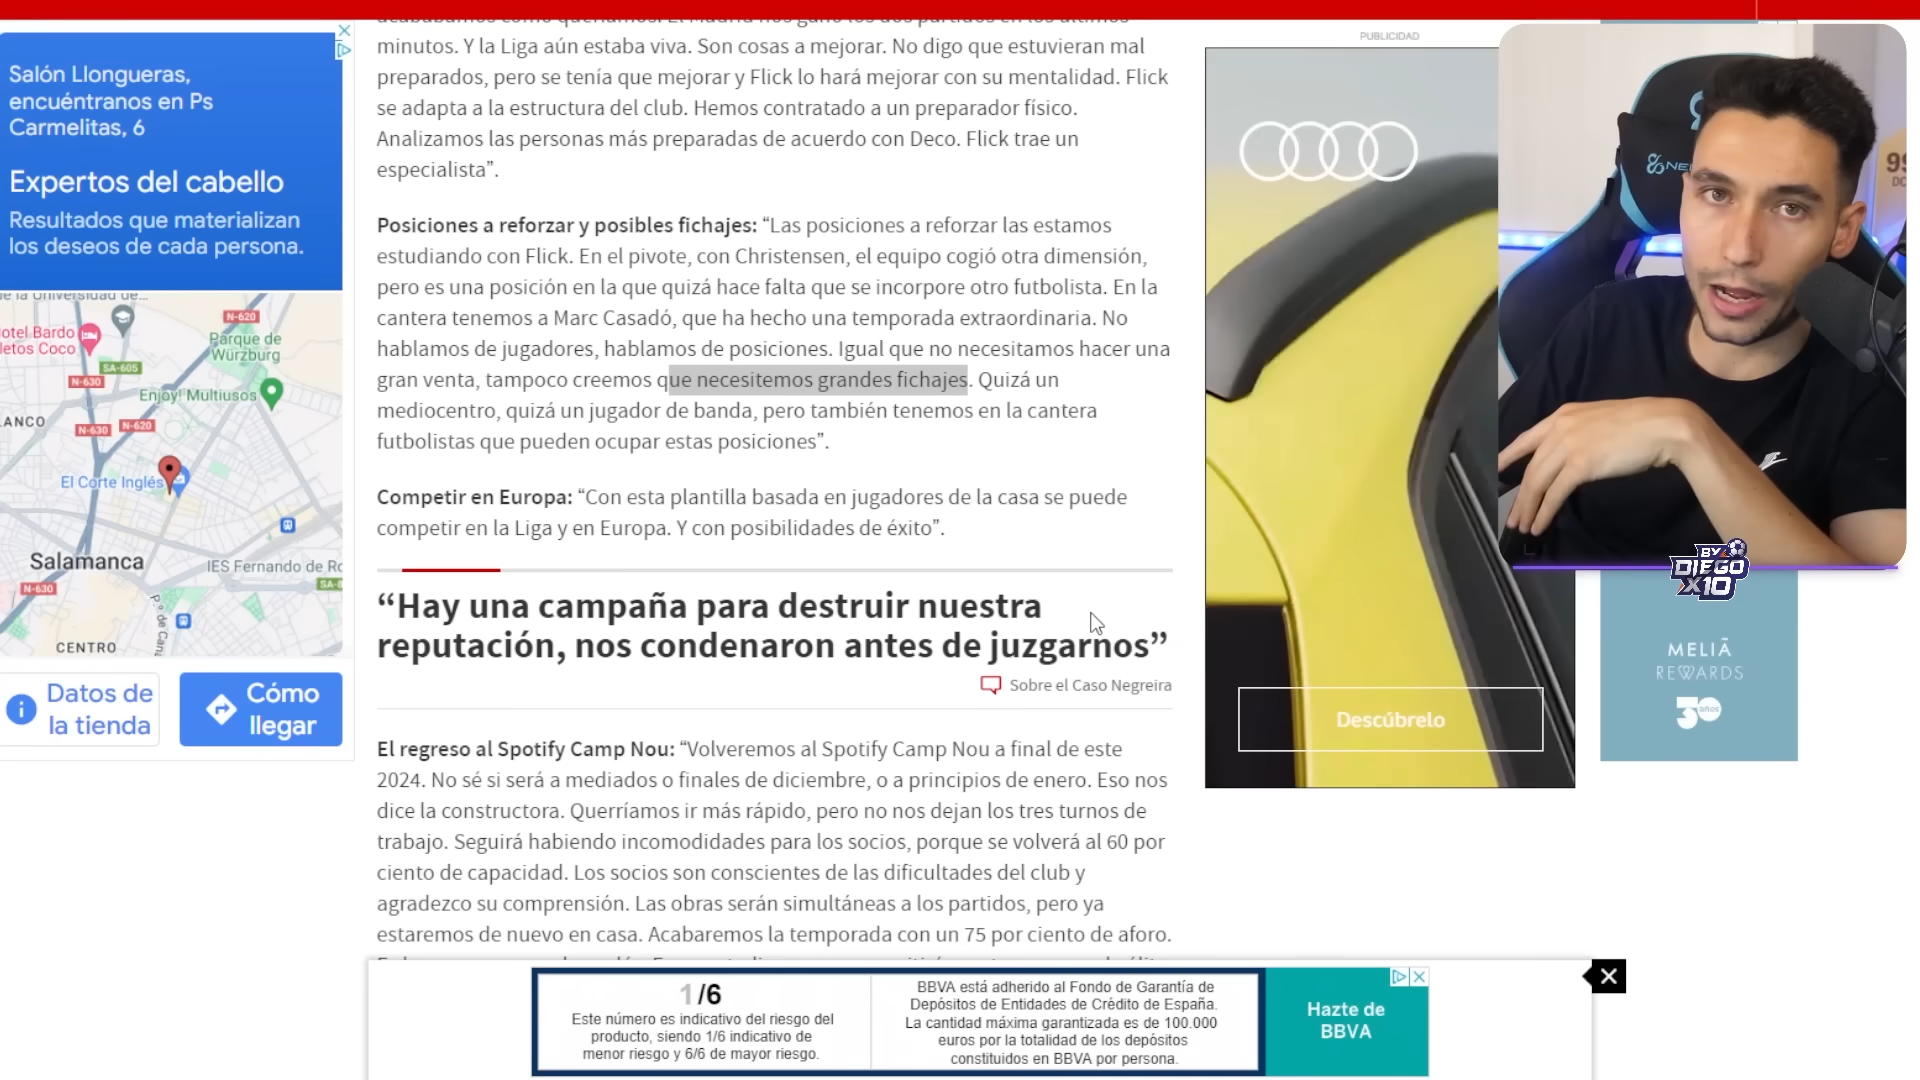 Salón Llongueras,
encuéntranos en Ps
Carmelitas, 6
Expertos del cabello
Resultados que materializan
los deseos de cada persona.
N-620
Parque de
Würzburg
SA-605
N-630
Enjoy! Multiusos
N-630
N-620
El Corte Inglés
Salamanca
IES Fernando de
N-630
CENTRO
Datos de
la tienda
Cómo
llegar
minutos. Y la Liga aún estaba viva. Son cosas a mejorar. No digo que estuvieran mal
preparados, pero se tenía que mejorar y Flick lo hará mejorar con su mentalidad. Flick
se adapta a la estructura del club. Hemos contratado a un preparador físico.
Analizamos las personas más preparadas de acuerdo con Deco. Flick trae un
especialista”.
Posiciones a reforzar y posibles fichajes: “Las posiciones a reforzar las estamos
estudiando con Flick. En el pivote, con Christensen, el equipo cogió otra dimensión,
pero es una posición en la que quizá hace falta que se incorpore otro futbolista. En la
cantera tenemos a Marc Casadó, que ha hecho una temporada extraordinaria. No
hablamos de jugadores, hablamos de posiciones. Igual que no necesitamos hacer una
gran venta, tampoco creemos que necesitemos grandes fichajes. Quizá un
mediocentro, quizá un jugador de banda, pero también tenemos en la cantera
futbolistas que pueden ocupar estas posiciones”.
Competir en Europa: “Con esta plantilla basada en jugadores de la casa se puede
competir en la Liga y en Europa. Y con posibilidades de éxito”.
“Hay una campaña para destruir nuestra
reputación, nos condenaron antes de juzgarnos”
Sobre el Caso Negreira
El regreso al Spotify Camp Nou: “Volveremos al Spotify Camp Nou a final de este
2024. No sé si será a mediados o finales de diciembre, o a principios de enero. Eso nos
dice la constructora. Querríamos ir más rápido, pero no nos dejan los tres turnos de
trabajo. Seguirá habiendo incomodidades para los socios, porque se volverá al 60 por
ciento de capacidad. Los socios son conscientes de las dificultades del club y
agradezco su comprensión. Las obras serán simultáneas a los partidos, pero ya
estaremos de nuevo en casa. Acabaremos la temporada con un 75 por ciento de aforo.
PUBLICIDAD
Descúbrelo
BY
DIEGO
X10
MELIÁ
REWARDS
30 años
1/6
Este número es indicativo del riesgo del
producto, siendo 1/6 indicativo de
menor riesgo y 6/6 de mayor riesgo.
BBVA está adherido al Fondo de Garantía de
Depósitos de Entidades de Crédito de España.
La cantidad máxima garantizada es de 100.000
euros por la totalidad de los depósitos
constituidos en BBVA por persona.
Hazte de
BBVA